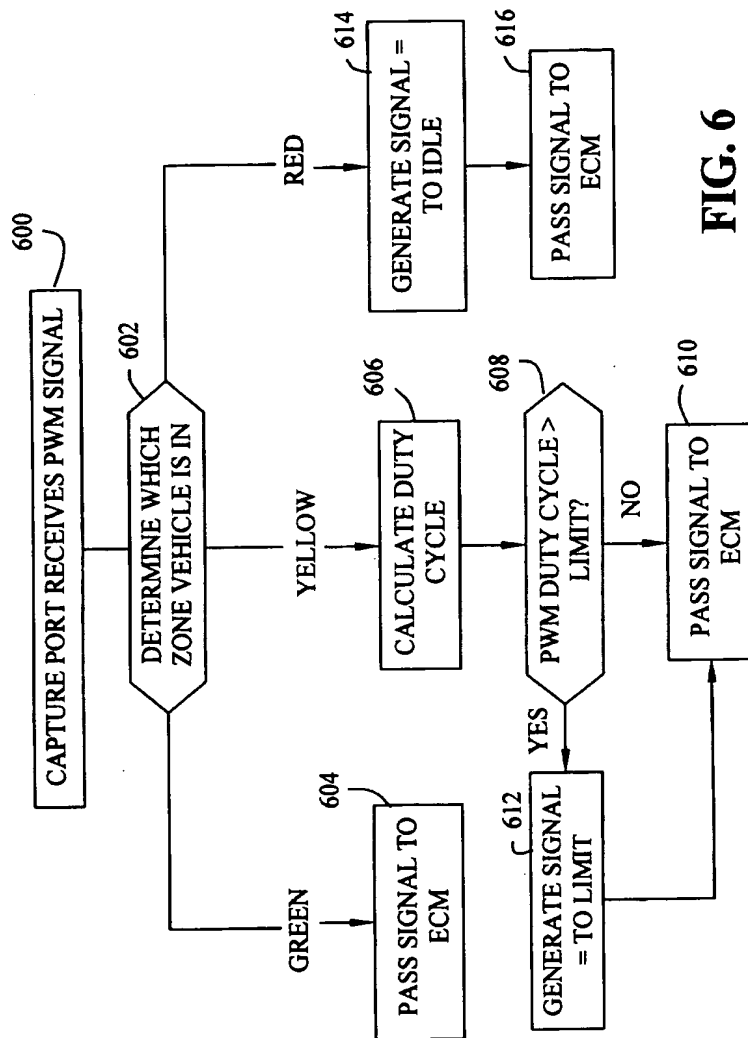 600
CAPTURE PORT RECEIVES PWM SIGNAL
602
DETERMINE WHICH
ZONE VEHICLE IS IN
GREEN
YELLOW
RED
604
PASS SIGNAL TO
ECM
606
CALCULATE DUTY
CYCLE
614
GENERATE SIGNAL =
TO IDLE
608
PWM DUTY CYCLE >
LIMIT?
616
PASS SIGNAL TO
ECM
YES
NO
612
GENERATE SIGNAL
= TO LIMIT
610
PASS SIGNAL TO
ECM
FIG. 6